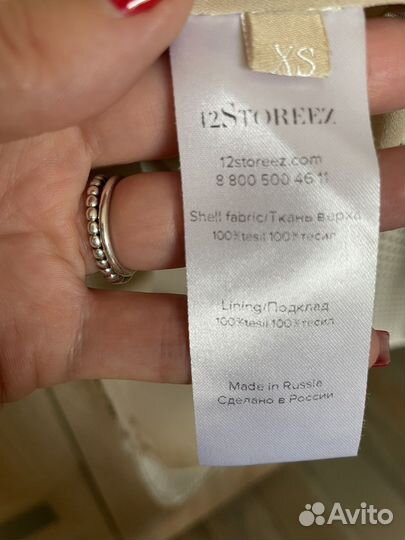 XS
12STOREEZ
12storeez.com
8 800 500 46 11
Shell fabric/Ткань верха
100% tesil 100% тесил
Lining/Подклад
100% tesil 100% тесил
Made in Russia
Сделано в России
Avito